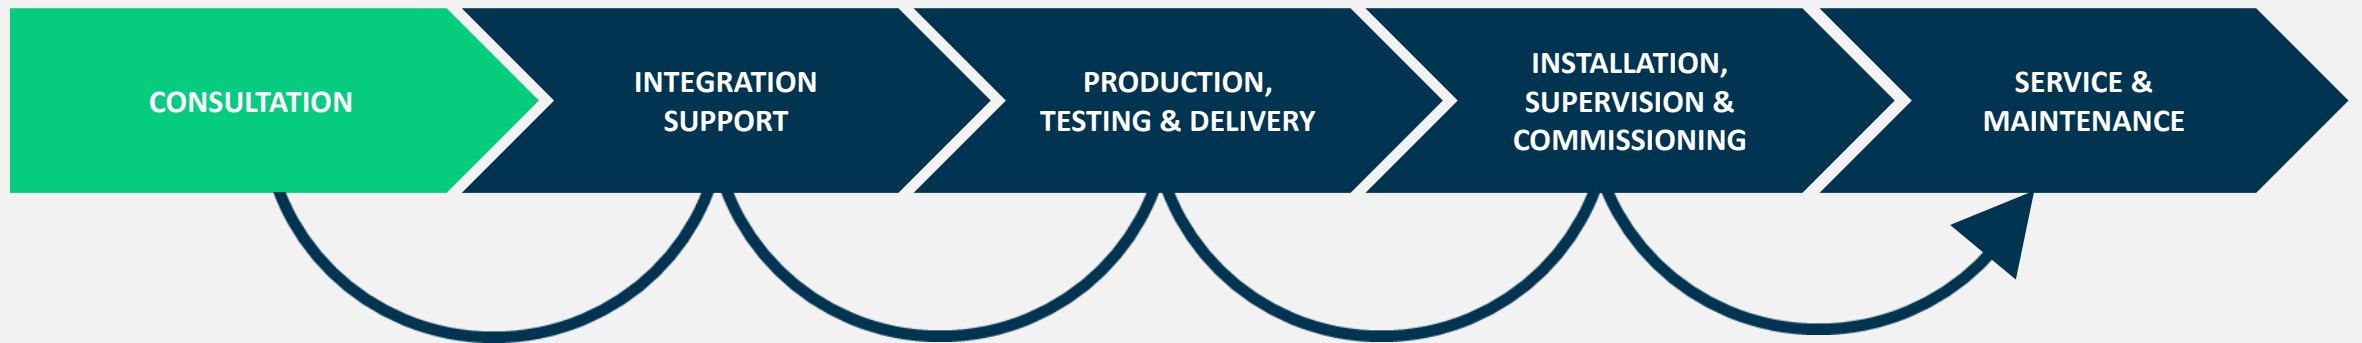 CONSULTATION
INTEGRATION
SUPPORT
PRODUCTION,
TESTING & DELIVERY
INSTALLATION,
SUPERVISION &
COMMISSIONING
SERVICE &
MAINTENANCE